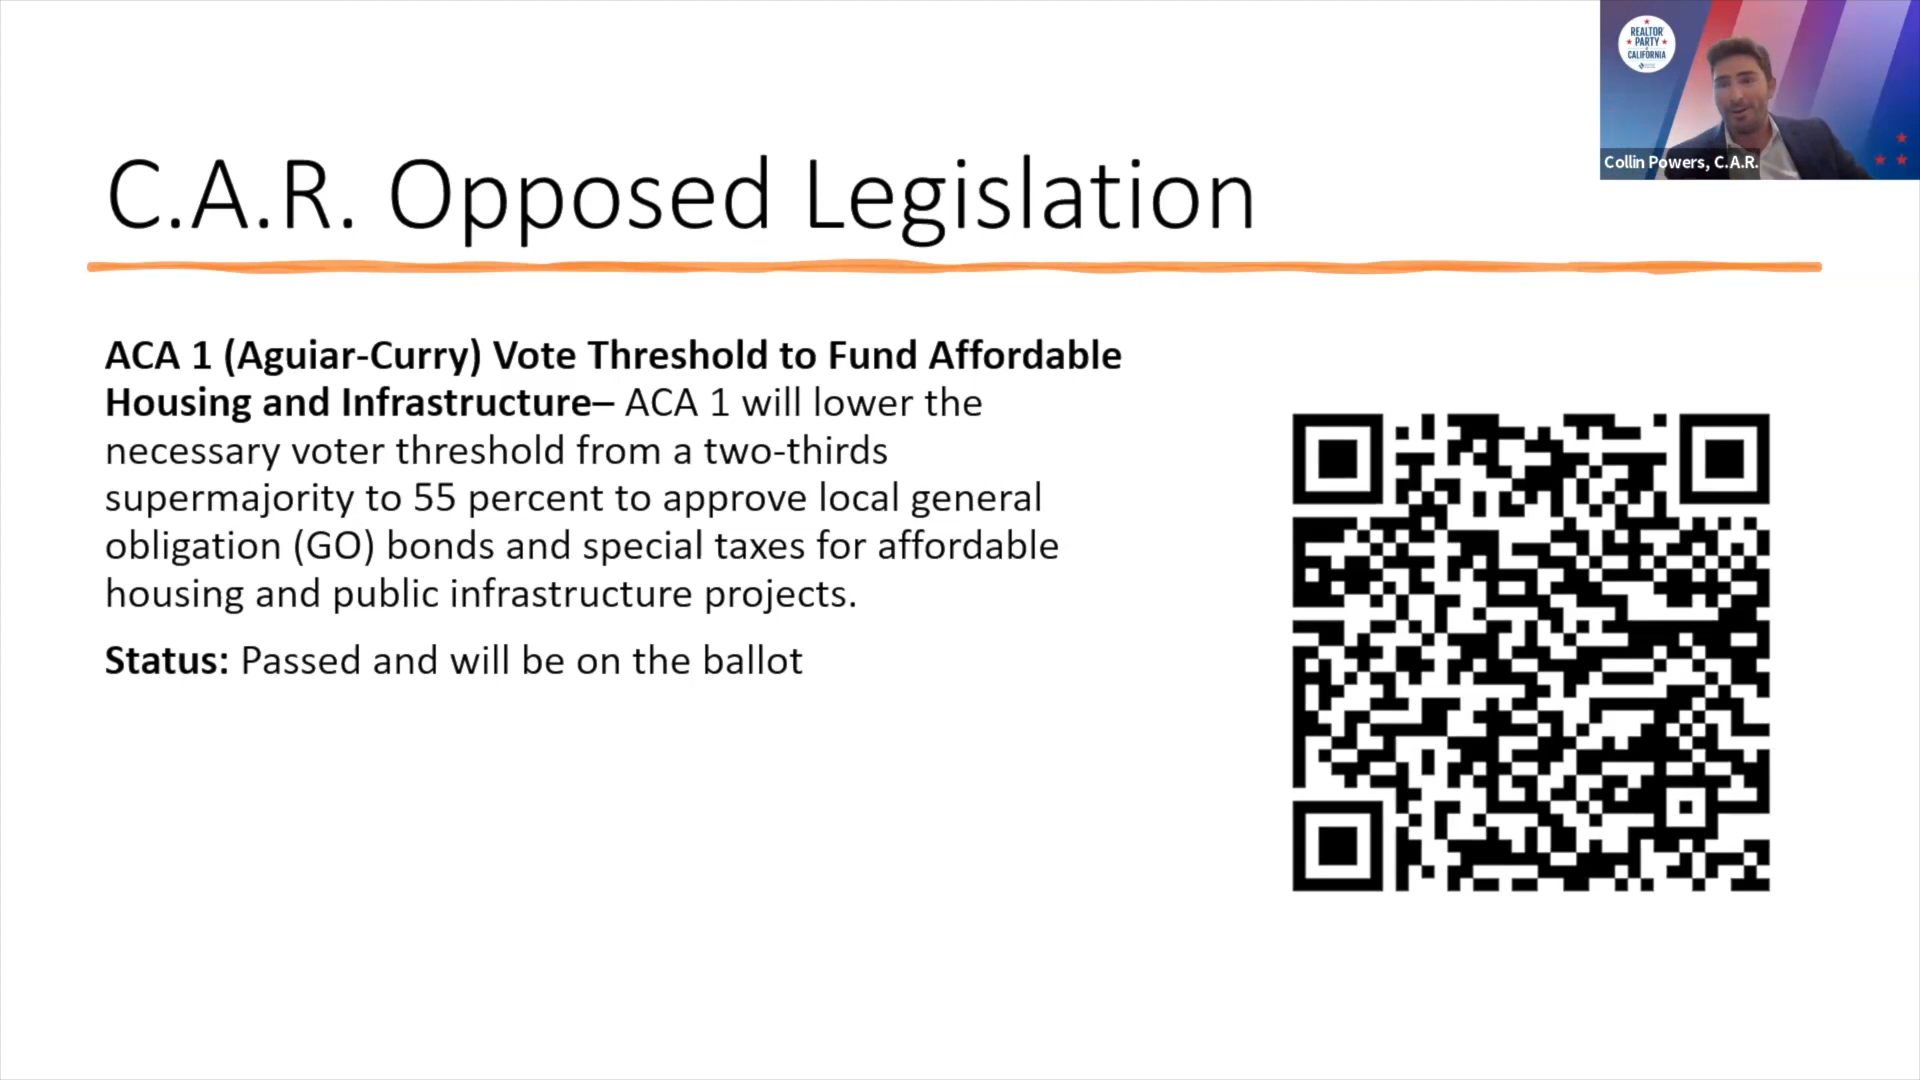 REALTOR
PARTY
CALIFORNIA
Collin Powers, C.A.R.
C.A.R. Opposed Legislation
ACA 1 (Aguiar-Curry) Vote Threshold to Fund Affordable
Housing and Infrastructure– ACA 1 will lower the
necessary voter threshold from a two-thirds
supermajority to 55 percent to approve local general
obligation (GO) bonds and special taxes for affordable
housing and public infrastructure projects.
Status: Passed and will be on the ballot